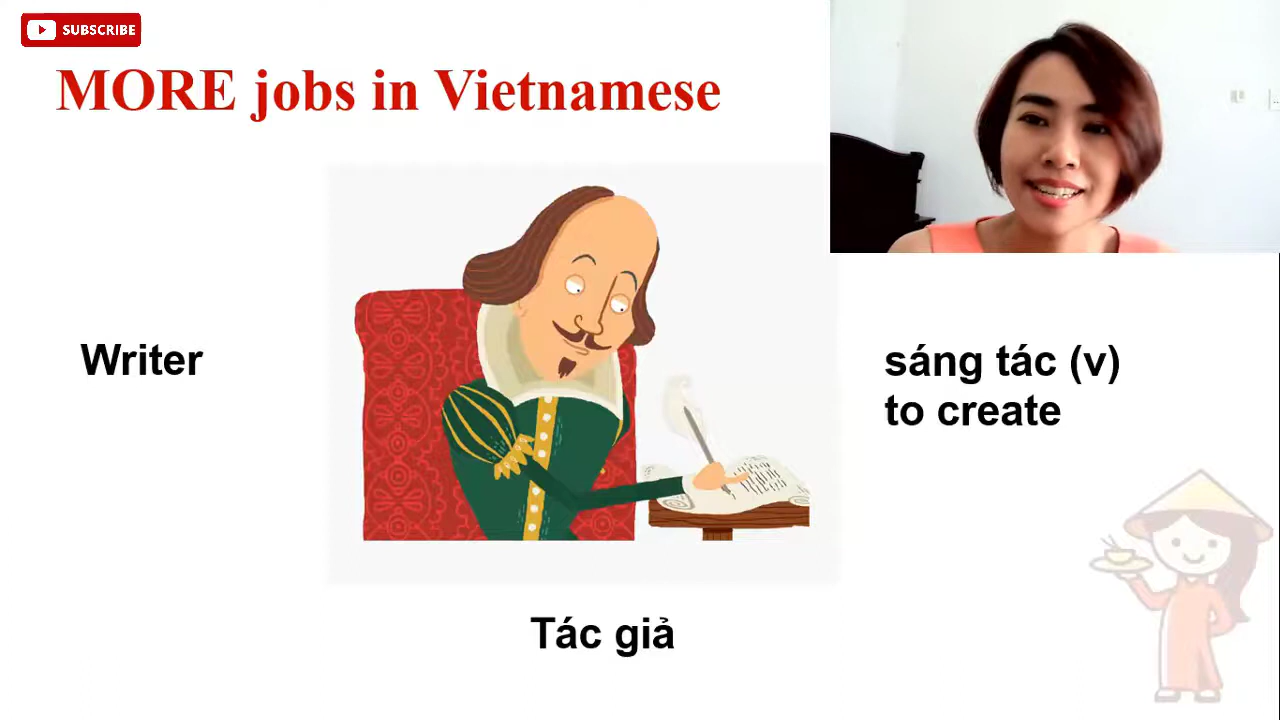 SUBSCRIBE
MORE jobs in Vietnamese
Writer
sáng tác (v)
to create
Tác giả